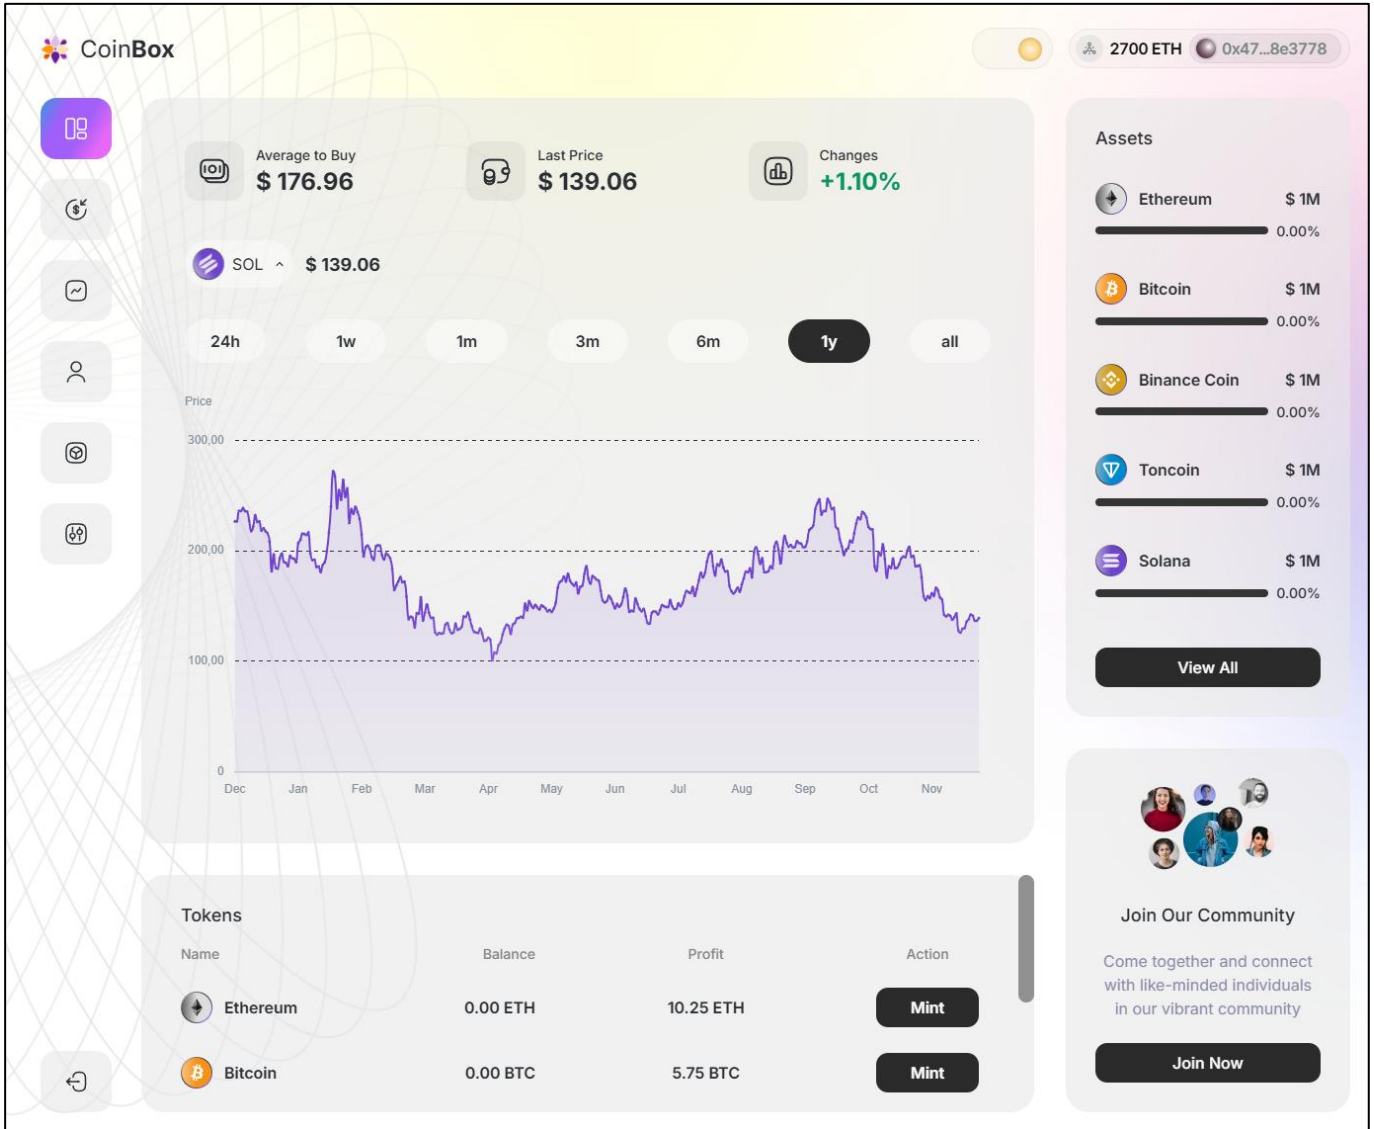 CoinBox
2700 ETH 0x47...8e3778
Average to Buy
$ 176.96
Last Price
$ 139.06
Changes
+1.10%
SOL $ 139.06
24h 1w 1m 3m 6m 1y all
Price
300,00
200,00
100,00
0
Dec Jan Feb Mar Apr May Jun Jul Aug Sep Oct Nov
Tokens
Name Balance Profit Action
Ethereum 0.00 ETH 10.25 ETH Mint
Bitcoin 0.00 BTC 5.75 BTC Mint
Assets
Ethereum $ 1M
0.00%
Bitcoin $ 1M
0.00%
Binance Coin $ 1M
0.00%
Toncoin $ 1M
0.00%
Solana $ 1M
0.00%
View All
Join Our Community
Come together and connect
with like-minded individuals
in our vibrant community
Join Now